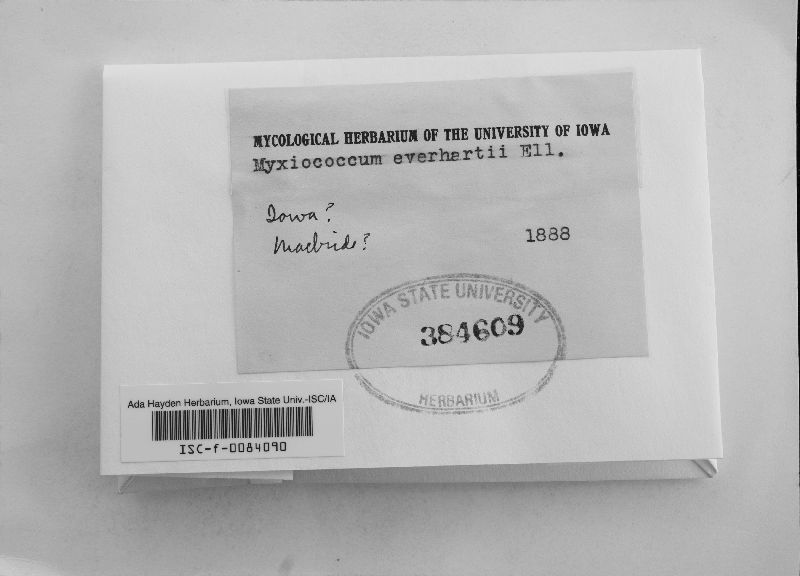 MYCOLOGICAL HERBARIUM OF THE UNIVERSITY OF IOWA
Myxiococcum everhartii Ell.
Iowa?
Macbride?
1888
IOWA STATE UNIVERSITY
384609
HERBARIUM
Ada Hayden Herbarium, Iowa State Univ.-ISC/IA
ISC-f-0084090